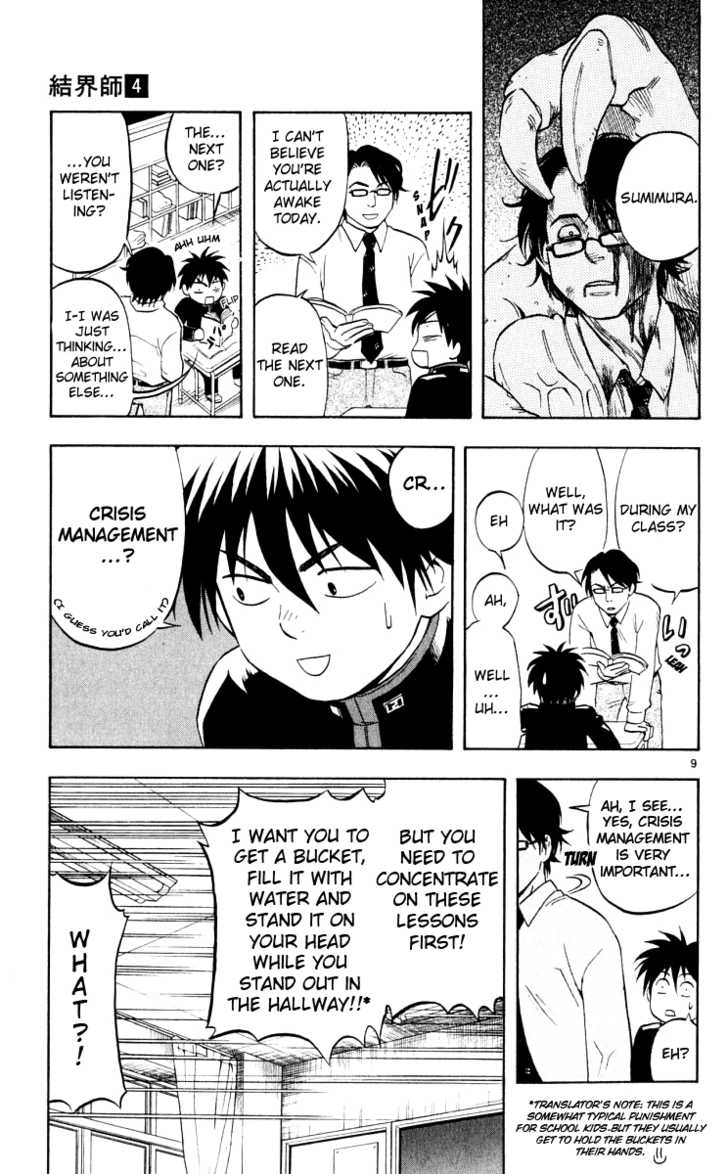 結界師4
SUMIMURA.
I CAN'T
BELIEVE
YOU'RE
ACTUALLY
AWAKE
TODAY.
SNAP
READ
THE NEXT
ONE.
THE...
NEXT
ONE?
AHH UHM
FLIP
...YOU
WEREN'T
LISTEN-
ING?
I-I WAS
JUST
THINKING...
ABOUT
SOMETHING
ELSE...
DURING MY
CLASS?
WELL,
WHAT WAS
IT?
EH
AH,
WELL
...
UH...
ずいっ
LEAN
CR...
CRISIS
MANAGEMENT
...?
(I GUESS YOU'D CALL IT)
9
AH, I SEE...
YES, CRISIS
MANAGEMENT
IS VERY
IMPORTANT...
TURN
EH?
BUT YOU
NEED TO
CONCENTRATE
ON THESE
LESSONS
FIRST!
I WANT YOU TO
GET A BUCKET,
FILL IT WITH
WATER AND
STAND IT ON
YOUR HEAD
WHILE YOU
STAND OUT IN
THE HALLWAY!!*
WHAT?!
*TRANSLATOR'S NOTE: THIS IS A
SOMEWHAT TYPICAL PUNISHMENT
FOR SCHOOL KIDS.BUT THEY USUALLY
GET TO HOLD THE BUCKETS IN
THEIR HANDS.